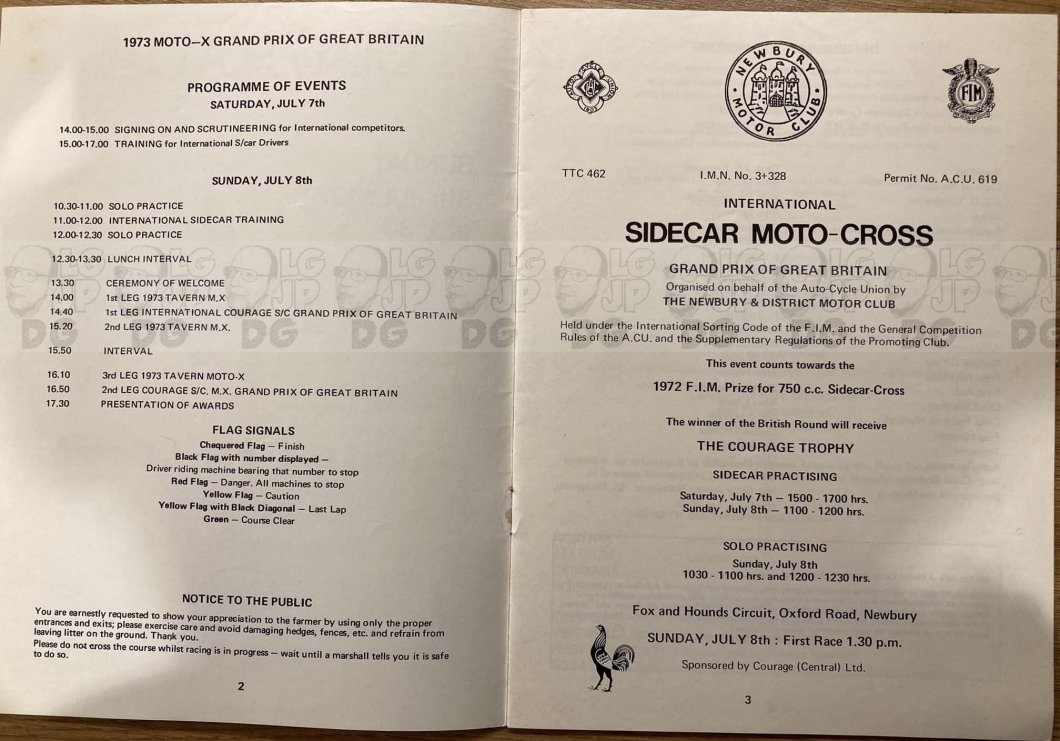 1973 MOTO—X GRAND PRIX OF GREAT BRITAIN
PROGRAMME OF EVENTS
SATURDAY, JULY 7th
14.00-15.00 SIGNING ON AND SCRUTINEERING for International competitors.
15.00-17.00 TRAINING for International S/car Drivers
SUNDAY, JULY 8th
10.30-11.00 SOLO PRACTICE
11.00-12.00 INTERNATIONAL SIDECAR TRAINING
12.00-12.30 SOLO PRACTICE
12.30-13.30 LUNCH INTERVAL
13.30 CEREMONY OF WELCOME
14.00 1st LEG 1973 TAVERN M,X
14.40 1st LEG INTERNATIONAL COURAGE S/C GRAND PRIX OF GREAT BRITAIN
15.20 2nd LEG 1973 TAVERN M.X.
15.50 INTERVAL
16.10 3rd LEG 1973 TAVERN MOTO-X
16.50 2nd LEG COURAGE S/C. M.X. GRAND PRIX OF GREAT BRITAIN
17.30 PRESENTATION OF AWARDS
FLAG SIGNALS
Chequered Flag — Finish
Black Flag with number displayed —
Driver riding machine bearing that number to stop
Red Flag — Danger. All machines to stop
Yellow Flag — Caution
Yellow Flag with Black Diagonal — Last Lap
Green — Course Clear
NOTICE TO THE PUBLIC
You are earnestly requested to show your appreciation to the farmer by using only the proper
entrances and exits; please exercise care and avoid damaging hedges, fences, etc. and refrain from
leaving litter on the ground. Thank you.
Please do not cross the course whilst racing is in progress — wait until a marshall tells you it is safe
to do so.
2
AUTO CYCLE UNION
1903
NEWBURY
MOTOR CLUB
FIM
TTC 462 I.M.N. No. 3+328 Permit No. A.C.U. 619
INTERNATIONAL
SIDECAR MOTO-CROSS
GRAND PRIX OF GREAT BRITAIN
Organised on behalf of the Auto-Cycle Union by
THE NEWBURY & DISTRICT MOTOR CLUB
Held under the International Sorting Code of the F.I.M. and the General Competition
Rules of the A.CU. and the Supplementary Regulations of the Promoting Club.
This event counts towards the
1972 F.I.M. Prize for 750 c.c. Sidecar-Cross
The winner of the British Round will receive
THE COURAGE TROPHY
SIDECAR PRACTISING
Saturday, July 7th — 1500 - 1700 hrs.
Sunday, July 8th — 1100 - 1200 hrs.
SOLO PRACTISING
Sunday, July 8th
1030 - 1100 hrs. and 1200 - 1230 hrs.
Fox and Hounds Circuit, Oxford Road, Newbury
SUNDAY, JULY 8th : First Race 1.30 p.m.
Sponsored by Courage (Central) Ltd.
3
LG JP DG